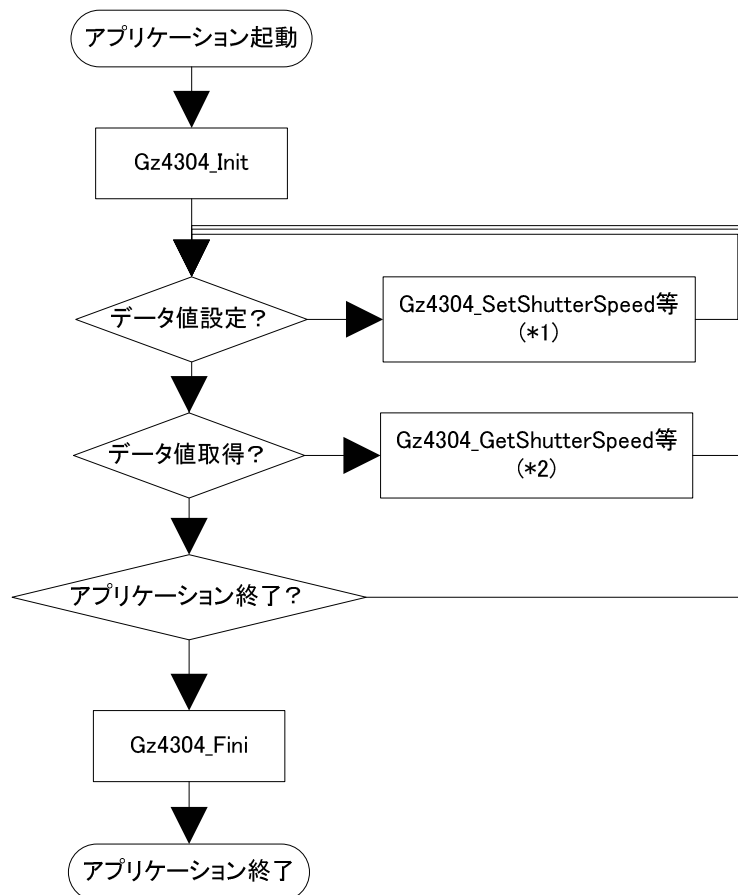 アプリケーション起動
Gz4304_Init
データ値設定？
Gz4304_SetShutterSpeed等
(*1)
データ値取得？
Gz4304_GetShutterSpeed等
(*2)
アプリケーション終了？
Gz4304_Fini
アプリケーション終了